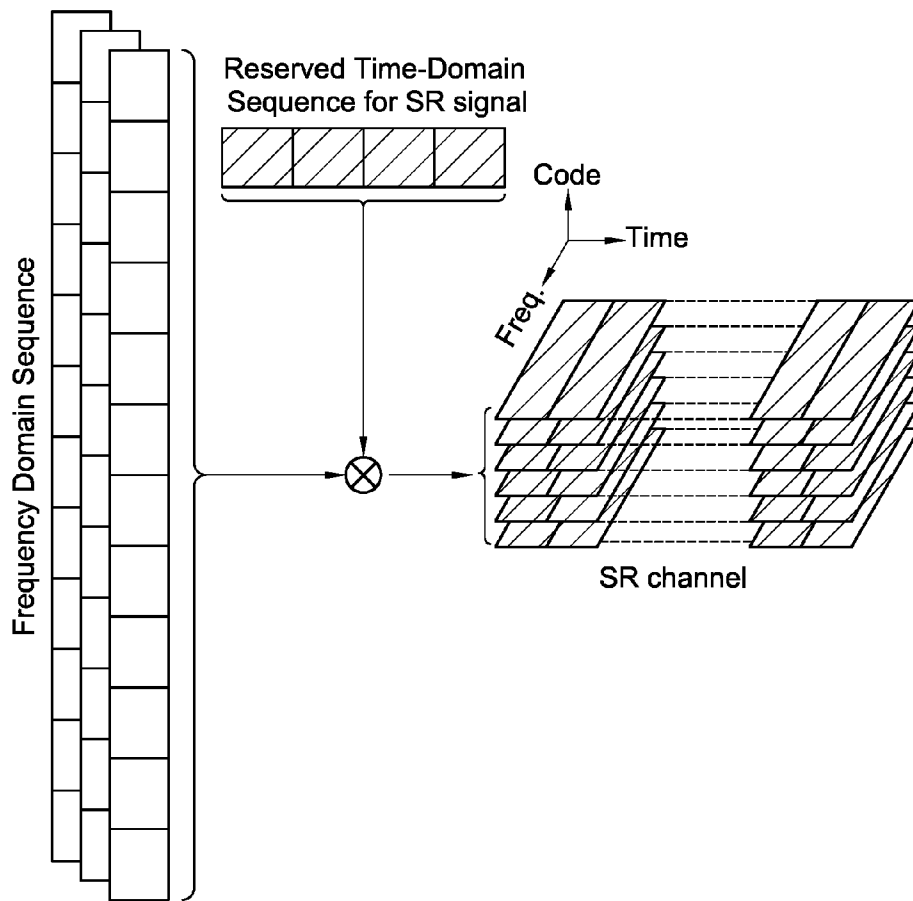 Reserved Time-Domain
Sequence for SR signal
Code
Time
Freq.
Frequency Domain Sequence
SR channel